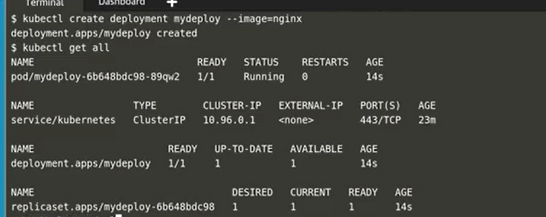 Terminal Dashboard +
$ kubectl create deployment mydeploy --image=nginx
deployment.apps/mydeploy created
$ kubectl get all
NAME READY STATUS RESTARTS AGE
pod/mydeploy-6b648bdc98-89qw2 1/1 Running 0 14s
NAME TYPE CLUSTER-IP EXTERNAL-IP PORT(S) AGE
service/kubernetes ClusterIP 10.96.0.1 <none> 443/TCP 23m
NAME READY UP-TO-DATE AVAILABLE AGE
deployment.apps/mydeploy 1/1 1 1 14s
NAME DESIRED CURRENT READY AGE
replicaset.apps/mydeploy-6b648bdc98 1 1 1 14s